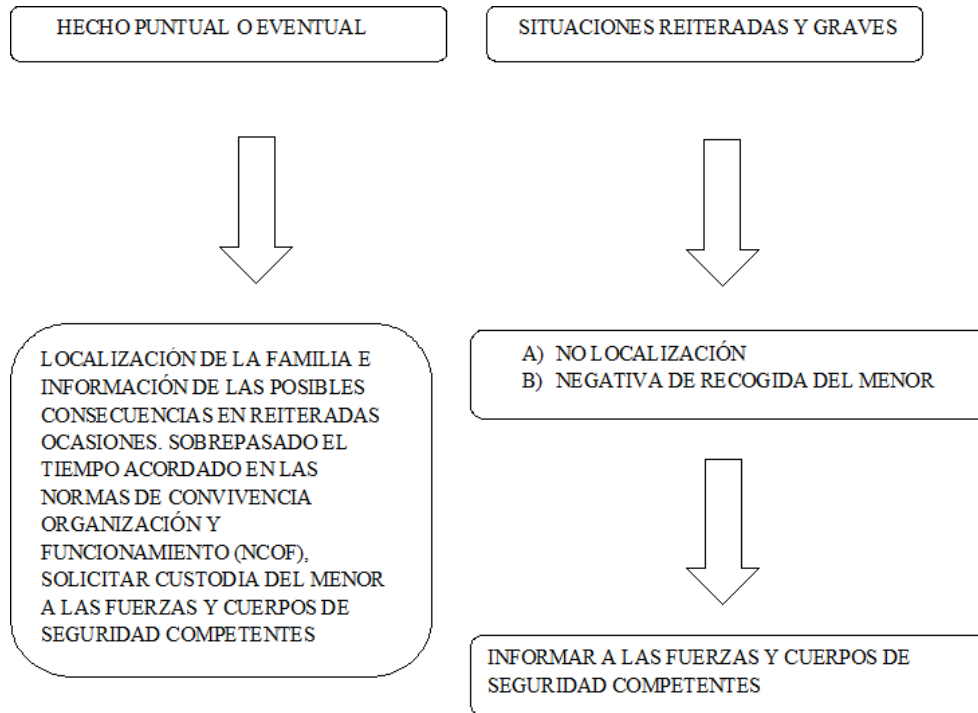 HECHO PUNTUAL O EVENTUAL
LOCALIZACIÓN DE LA FAMILIA E
INFORMACIÓN DE LAS POSIBLES
CONSECUENCIAS EN REITERADAS
OCASIONES. SOBREPASADO EL
TIEMPO ACORDADO EN LAS
NORMAS DE CONVIVENCIA
ORGANIZACIÓN Y
FUNCIONAMIENTO (NCOF),
SOLICITAR CUSTODIA DEL MENOR
A LAS FUERZAS Y CUERPOS DE
SEGURIDAD COMPETENTES
SITUACIONES REITERADAS Y GRAVES
A) NO LOCALIZACIÓN
B) NEGATIVA DE RECOGIDA DEL MENOR
INFORMAR A LAS FUERZAS Y CUERPOS DE
SEGURIDAD COMPETENTES